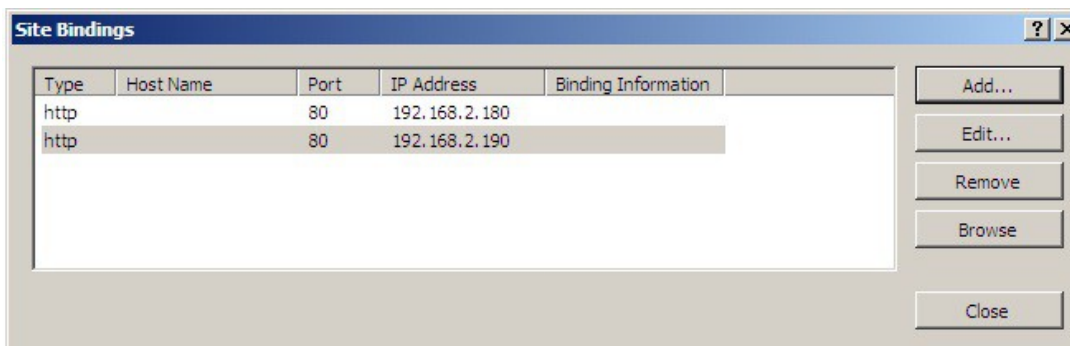 Site Bindings
Type Host Name Port IP Address Binding Information
http 80 192.168.2.180
http 80 192.168.2.190
Add...
Edit...
Remove
Browse
Close